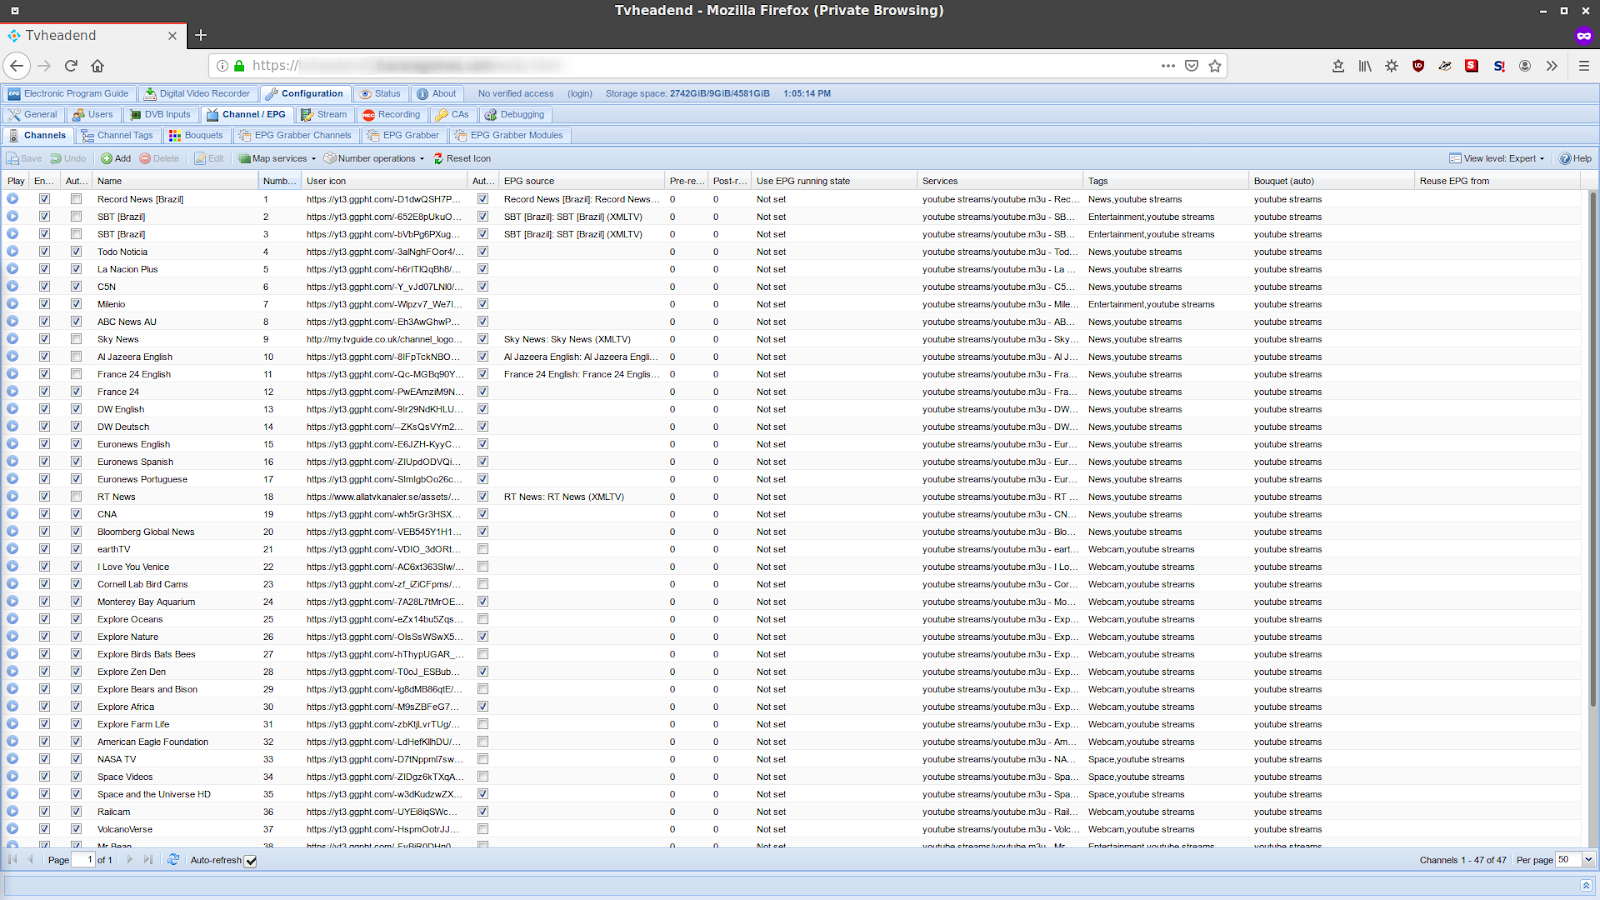 Tvheadend - Mozilla Firefox (Private Browsing)
Tvheadend
https://
Electronic Program Guide Digital Video Recorder Configuration Status About No verified access (login) Storage space: 2742GiB/9GiB/4581GiB 1:05:14 PM
General Users DVB Inputs Channel / EPG Stream Recording CAs Debugging
Channels Channel Tags Bouquets EPG Grabber Channels EPG Grabber EPG Grabber Modules
Save Undo Add Delete Edit Map services Number operations Reset Icon View level: Expert Help
Play En... Aut... Name Numb... User icon Aut... EPG source Pre-re... Post-r... Use EPG running state Services Tags Bouquet (auto) Reuse EPG from
Record News [Brazil] 1 https://yt3.ggpht.com/-D1dwQSH7P... Record News [Brazil]: Record News... 0 0 Not set youtube streams/youtube.m3u - Rec... News,youtube streams youtube streams
SBT [Brazil] 2 https://yt3.ggpht.com/-652E8pUkuO... SBT [Brazil]: SBT [Brazil] (XMLTV) 0 0 Not set youtube streams/youtube.m3u - SB... Entertainment,youtube streams youtube streams
SBT [Brazil] 3 https://yt3.ggpht.com/-bVbPg6PXug... SBT [Brazil]: SBT [Brazil] (XMLTV) 0 0 Not set youtube streams/youtube.m3u - SB... Entertainment,youtube streams youtube streams
Todo Noticia 4 https://yt3.ggpht.com/-3alNghFOor4/... 0 0 Not set youtube streams/youtube.m3u - Tod... News,youtube streams youtube streams
La Nacion Plus 5 https://yt3.ggpht.com/-h6rITlQqBh8/... 0 0 Not set youtube streams/youtube.m3u - La ... News,youtube streams youtube streams
C5N 6 https://yt3.ggpht.com/-Y_vJd07LNl0/... 0 0 Not set youtube streams/youtube.m3u - C5... News,youtube streams youtube streams
Milenio 7 https://yt3.ggpht.com/-Wlpzv7_We7I... 0 0 Not set youtube streams/youtube.m3u - Mile... Entertainment,youtube streams youtube streams
ABC News AU 8 https://yt3.ggpht.com/-Eh3AwGhwP... 0 0 Not set youtube streams/youtube.m3u - AB... News,youtube streams youtube streams
Sky News 9 http://my.tvguide.co.uk/channel_logo... Sky News: Sky News (XMLTV) 0 0 Not set youtube streams/youtube.m3u - Sky... News,youtube streams youtube streams
Al Jazeera English 10 https://yt3.ggpht.com/-8IFpTckNBO... Al Jazeera English: Al Jazeera Engli... 0 0 Not set youtube streams/youtube.m3u - Al J... News,youtube streams youtube streams
France 24 English 11 https://yt3.ggpht.com/-Qc-MGBq90Y... France 24 English: France 24 Englis... 0 0 Not set youtube streams/youtube.m3u - Fra... News,youtube streams youtube streams
France 24 12 https://yt3.ggpht.com/-PwEAmziM9N... 0 0 Not set youtube streams/youtube.m3u - Fra... News,youtube streams youtube streams
DW English 13 https://yt3.ggpht.com/-9Ir29NdKHLU... 0 0 Not set youtube streams/youtube.m3u - DW... News,youtube streams youtube streams
DW Deutsch 14 https://yt3.ggpht.com/--ZKsQsVYm2... 0 0 Not set youtube streams/youtube.m3u - DW... News,youtube streams youtube streams
Euronews English 15 https://yt3.ggpht.com/-E6JZH-KyyC... 0 0 Not set youtube streams/youtube.m3u - Eur... News,youtube streams youtube streams
Euronews Spanish 16 https://yt3.ggpht.com/-ZIUpdODVQi... 0 0 Not set youtube streams/youtube.m3u - Eur... News,youtube streams youtube streams
Euronews Portuguese 17 https://yt3.ggpht.com/-SImIgbOo26c... 0 0 Not set youtube streams/youtube.m3u - Eur... News,youtube streams youtube streams
RT News 18 https://www.allatvkanaler.se/assets/... RT News: RT News (XMLTV) 0 0 Not set youtube streams/youtube.m3u - RT ... News,youtube streams youtube streams
CNA 19 https://yt3.ggpht.com/-wh5rGr3HSX... 0 0 Not set youtube streams/youtube.m3u - CN... News,youtube streams youtube streams
Bloomberg Global News 20 https://yt3.ggpht.com/-VEB545Y1H1... 0 0 Not set youtube streams/youtube.m3u - Blo... News,youtube streams youtube streams
earthTV 21 https://yt3.ggpht.com/-VDIO_3dORt... 0 0 Not set youtube streams/youtube.m3u - eart... Webcam,youtube streams youtube streams
I Love You Venice 22 https://yt3.ggpht.com/-AC6xt363SIw/... 0 0 Not set youtube streams/youtube.m3u - I Lo... Webcam,youtube streams youtube streams
Cornell Lab Bird Cams 23 https://yt3.ggpht.com/-zf_iZiCFpms/... 0 0 Not set youtube streams/youtube.m3u - Cor... Webcam,youtube streams youtube streams
Monterey Bay Aquarium 24 https://yt3.ggpht.com/-7A28L7tMrOE... 0 0 Not set youtube streams/youtube.m3u - Mo... Webcam,youtube streams youtube streams
Explore Oceans 25 https://yt3.ggpht.com/-eZx14bu5Zqs... 0 0 Not set youtube streams/youtube.m3u - Exp... Webcam,youtube streams youtube streams
Explore Nature 26 https://yt3.ggpht.com/-OlsSsWSwX5... 0 0 Not set youtube streams/youtube.m3u - Exp... Webcam,youtube streams youtube streams
Explore Birds Bats Bees 27 https://yt3.ggpht.com/-hThypUGAR_... 0 0 Not set youtube streams/youtube.m3u - Exp... Webcam,youtube streams youtube streams
Explore Zen Den 28 https://yt3.ggpht.com/-T0oJ_ESBub... 0 0 Not set youtube streams/youtube.m3u - Exp... Webcam,youtube streams youtube streams
Explore Bears and Bison 29 https://yt3.ggpht.com/-lg8dMB86qtE/... 0 0 Not set youtube streams/youtube.m3u - Exp... Webcam,youtube streams youtube streams
Explore Africa 30 https://yt3.ggpht.com/-M9sZBFeG7... 0 0 Not set youtube streams/youtube.m3u - Exp... Webcam,youtube streams youtube streams
Explore Farm Life 31 https://yt3.ggpht.com/-zbKtjLvrTUg/... 0 0 Not set youtube streams/youtube.m3u - Exp... Webcam,youtube streams youtube streams
American Eagle Foundation 32 https://yt3.ggpht.com/-LdHefKllhDU/... 0 0 Not set youtube streams/youtube.m3u - Am... Webcam,youtube streams youtube streams
NASA TV 33 https://yt3.ggpht.com/-D7tNppml7sw... 0 0 Not set youtube streams/youtube.m3u - NA... Space,youtube streams youtube streams
Space Videos 34 https://yt3.ggpht.com/-ZIDgz6kTXqA... 0 0 Not set youtube streams/youtube.m3u - Spa... Space,youtube streams youtube streams
Space and the Universe HD 35 https://yt3.ggpht.com/-w3dKudzwZX... 0 0 Not set youtube streams/youtube.m3u - Spa... Space,youtube streams youtube streams
Railcam 36 https://yt3.ggpht.com/-UYEi8iqSWc... 0 0 Not set youtube streams/youtube.m3u - Rail... Webcam,youtube streams youtube streams
VolcanoVerse 37 https://yt3.ggpht.com/-HspmOotrJJ... 0 0 Not set youtube streams/youtube.m3u - Volc... Webcam,youtube streams youtube streams
Mr Bean 38 0 0 Not set youtube streams/youtube.m3u - Mr ... Entertainment,youtube streams youtube streams
Page 1 of 1 Auto-refresh Channels 1 - 47 of 47 Per page 50